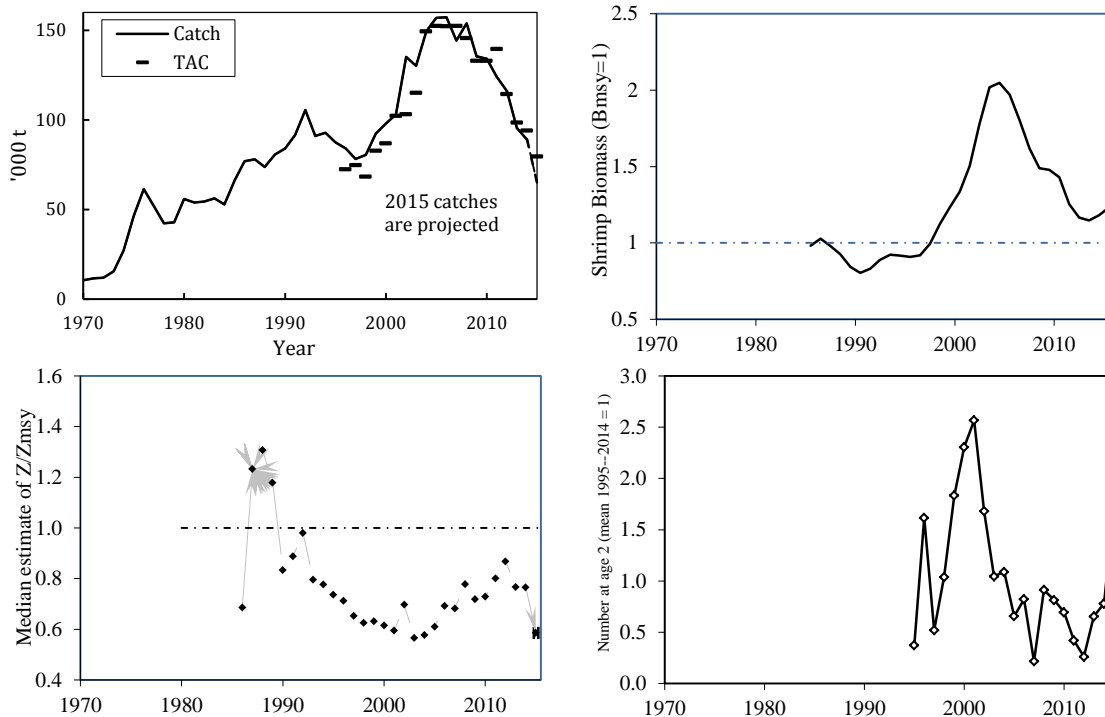 '000 t
150
100
50
0
Catch
TAC
2015 catches
are projected
1970 1980 1990 2000 2010
Year
Shrimp Biomass (Bmsy=1)
2.5
2
1.5
1
0.5
1970 1980 1990 2000 2010
Median estimate of Z/Zmsy
1.6
1.4
1.2
1.0
0.8
0.6
0.4
1970 1980 1990 2000 2010
Number at age 2 (mean 1995--2014 = 1)
3.0
2.5
2.0
1.5
1.0
0.5
0.0
1970 1980 1990 2000 2010